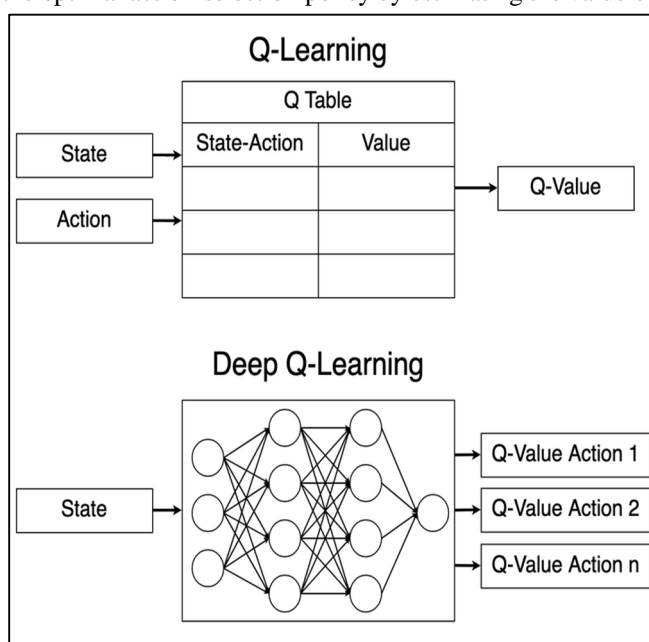 Q-Learning
Q Table
State-Action Value
State
Action
Q-Value
Deep Q-Learning
State
Q-Value Action 1
Q-Value Action 2
Q-Value Action n